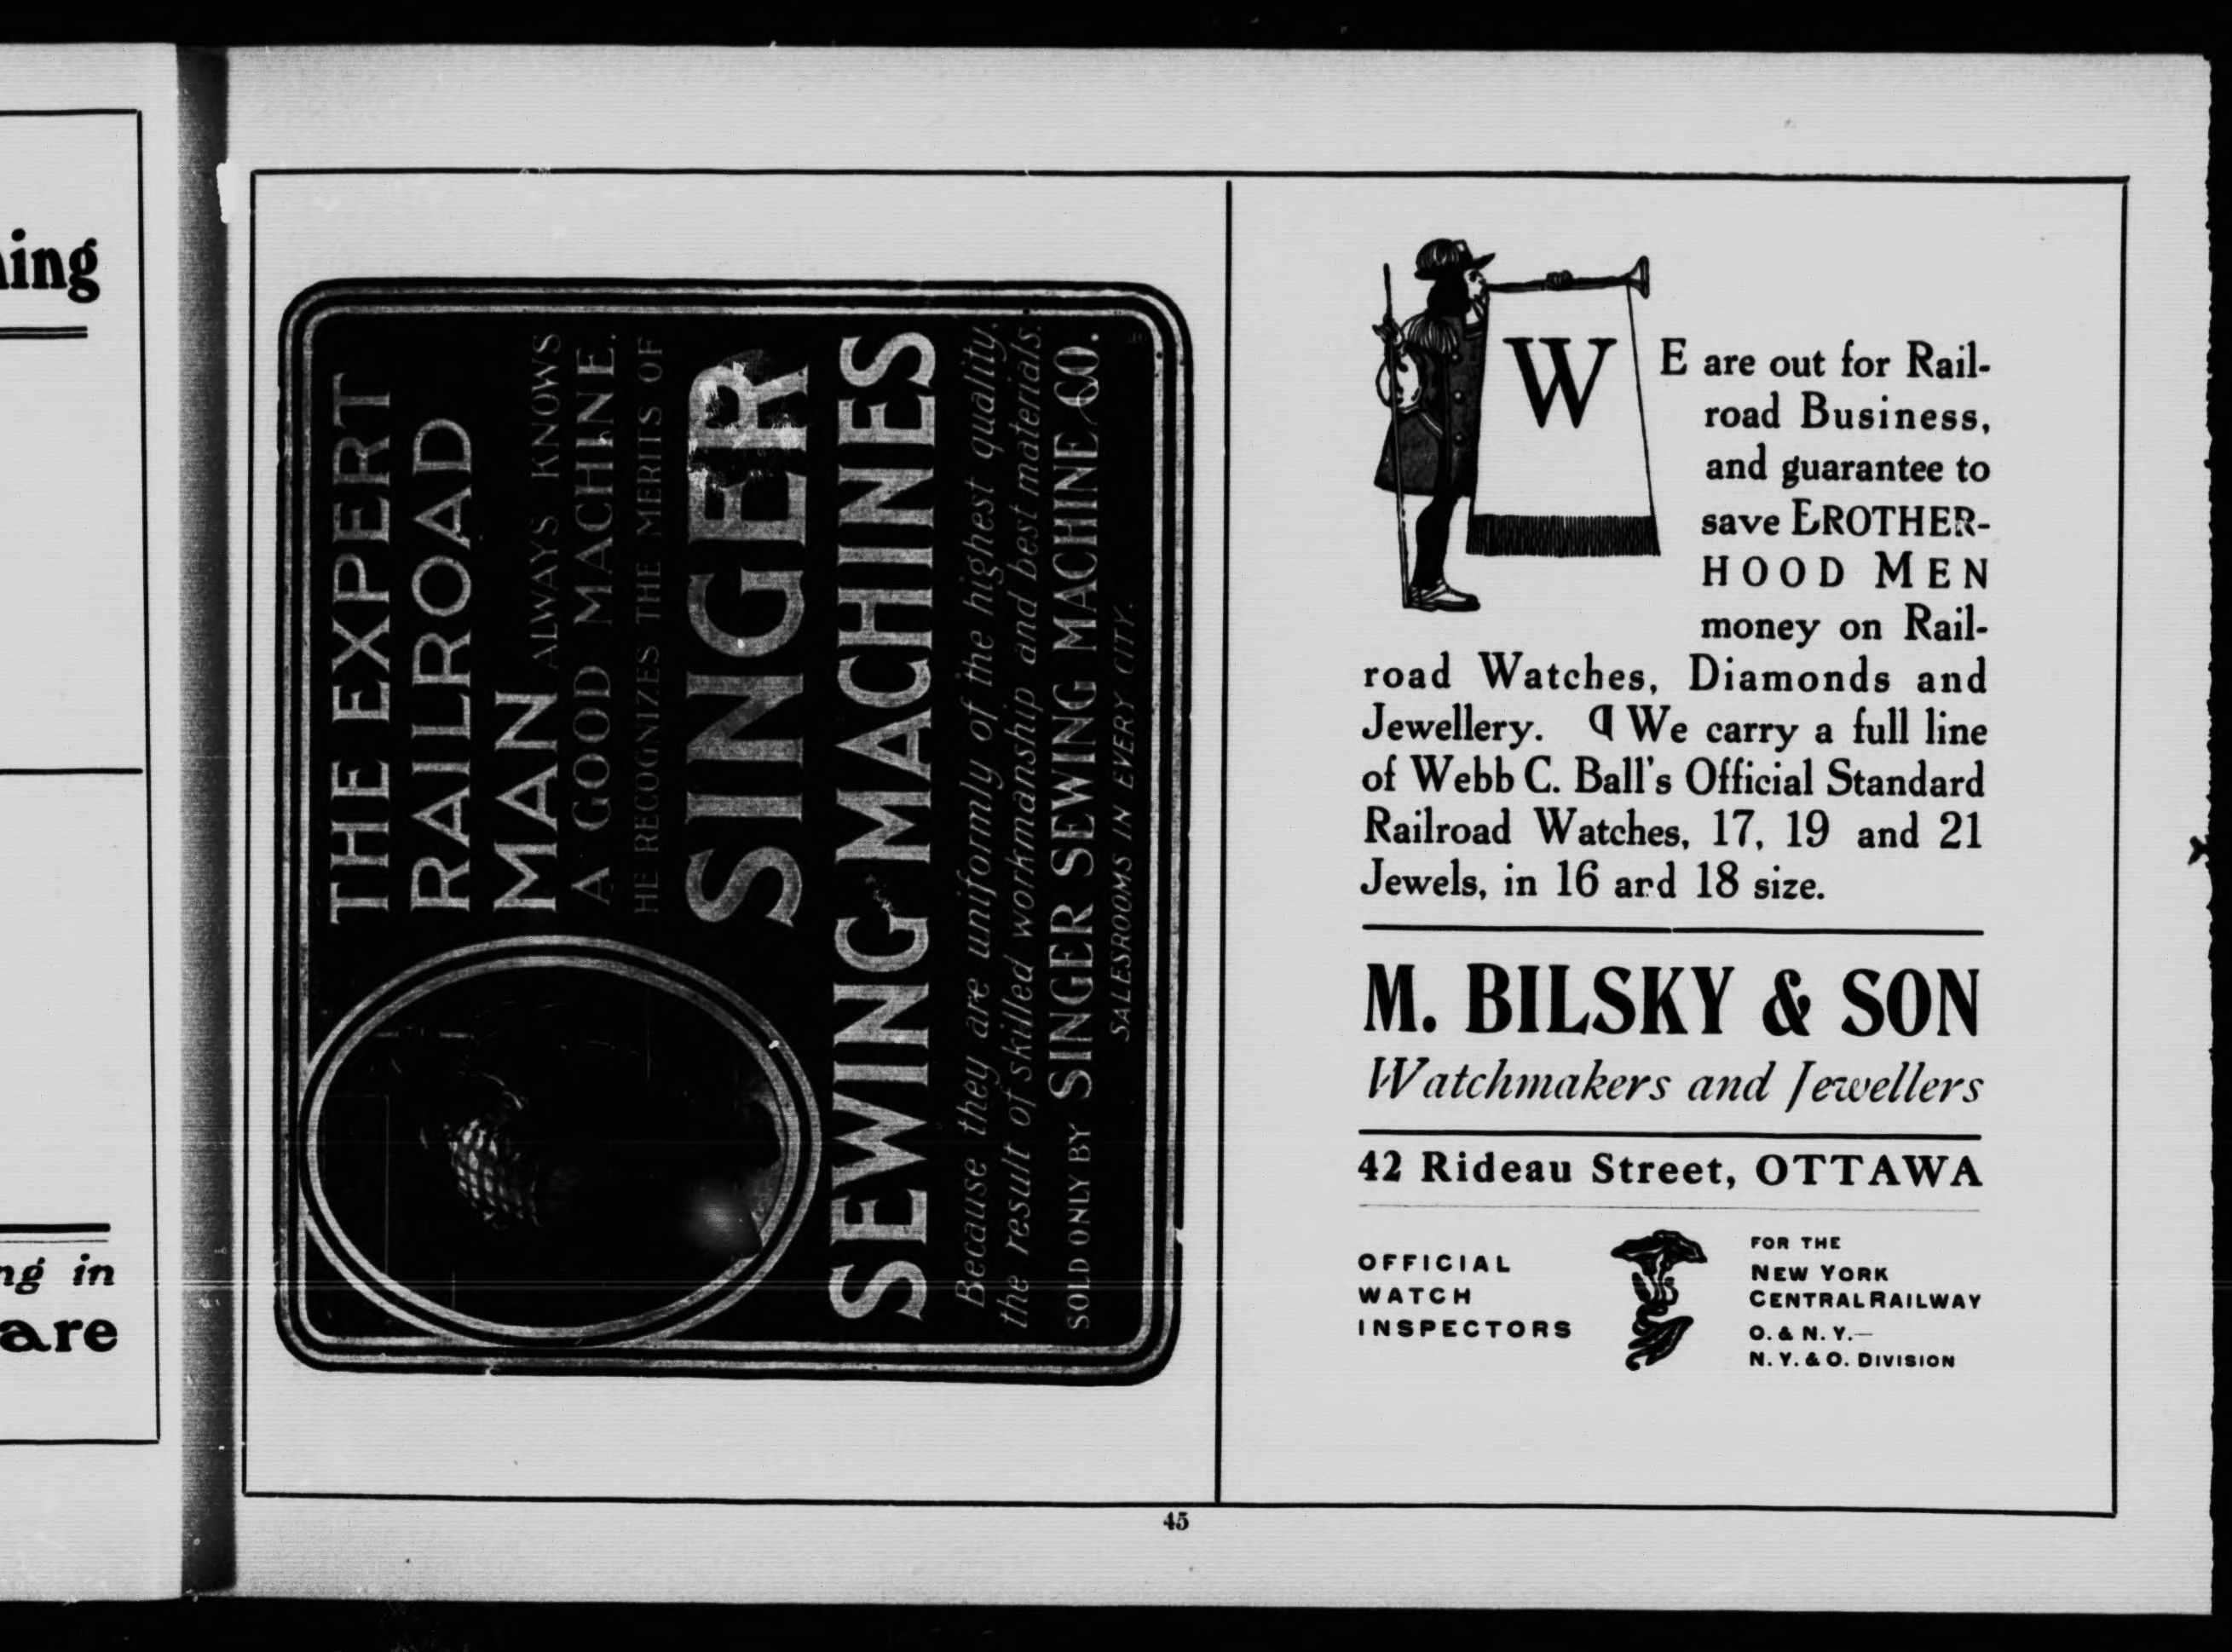 ning
ng in
are
THE EXPERT
RAILROAD
MAN ALWAYS KNOWS
A GOOD MACHINE.
HE RECOGNIZES THE MERITS OF
SINGER
SEWING MACHINES
Because they are uniformly of the highest quality,
the result of skilled workmanship and best materials.
SOLD ONLY BY SINGER SEWING MACHINE CO.
SALESROOMS IN EVERY CITY.
WE are out for Rail-
road Business,
and guarantee to
save EROTHER-
HOOD MEN
money on Rail-
road Watches, Diamonds and
Jewellery. ¶ We carry a full line
of Webb C. Ball's Official Standard
Railroad Watches, 17, 19 and 21
Jewels, in 16 and 18 size.
M. BILSKY & SON
Watchmakers and Jewellers
42 Rideau Street, OTTAWA
OFFICIAL
WATCH
INSPECTORS
FOR THE
NEW YORK
CENTRAL RAILWAY
O. & N. Y.—
N. Y. & O. DIVISION
45